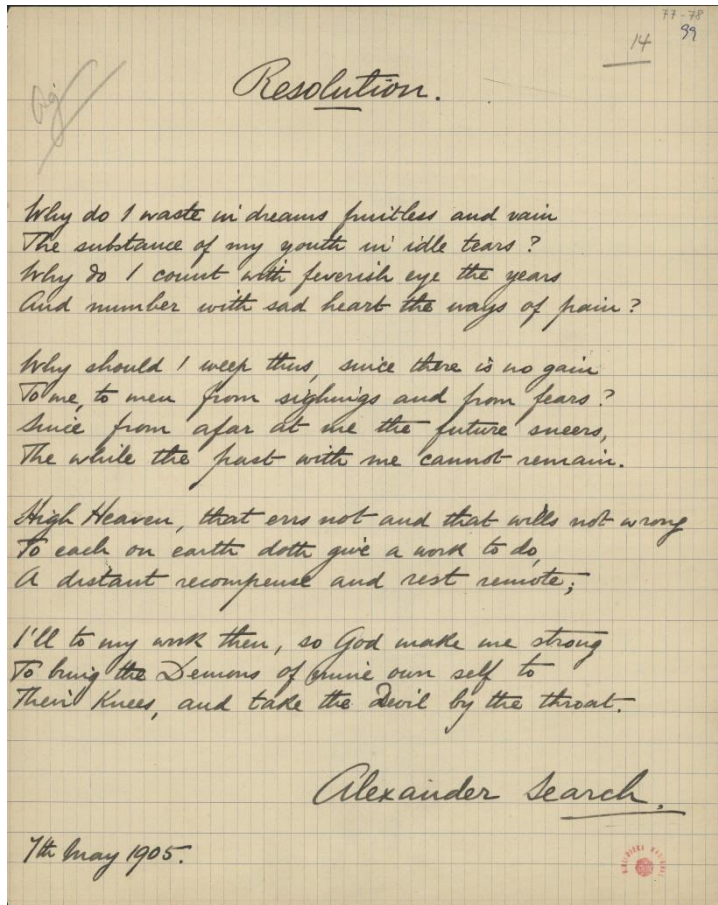 77-78
99
14
Resolution.
Why do I waste in dreams fruitless and vain
The substance of my youth in idle tears?
Why do I count with feverish eye the years
And number with sad heart the ways of pain?
Why should I weep thus, since there is no gain
To me, to men from sighings and from fears?
Since from afar at me the future sneers,
The while the past with me cannot remain.
High Heaven, that errs not and that wills not wrong
To each on earth doth give a work to do,
A distant recompense and rest remote;
I'll to my work then, so God make me strong
To bring the Demons of mine own self to
Their Knees, and take the Devil by the throat.
Alexander Search.
7th May 1905.